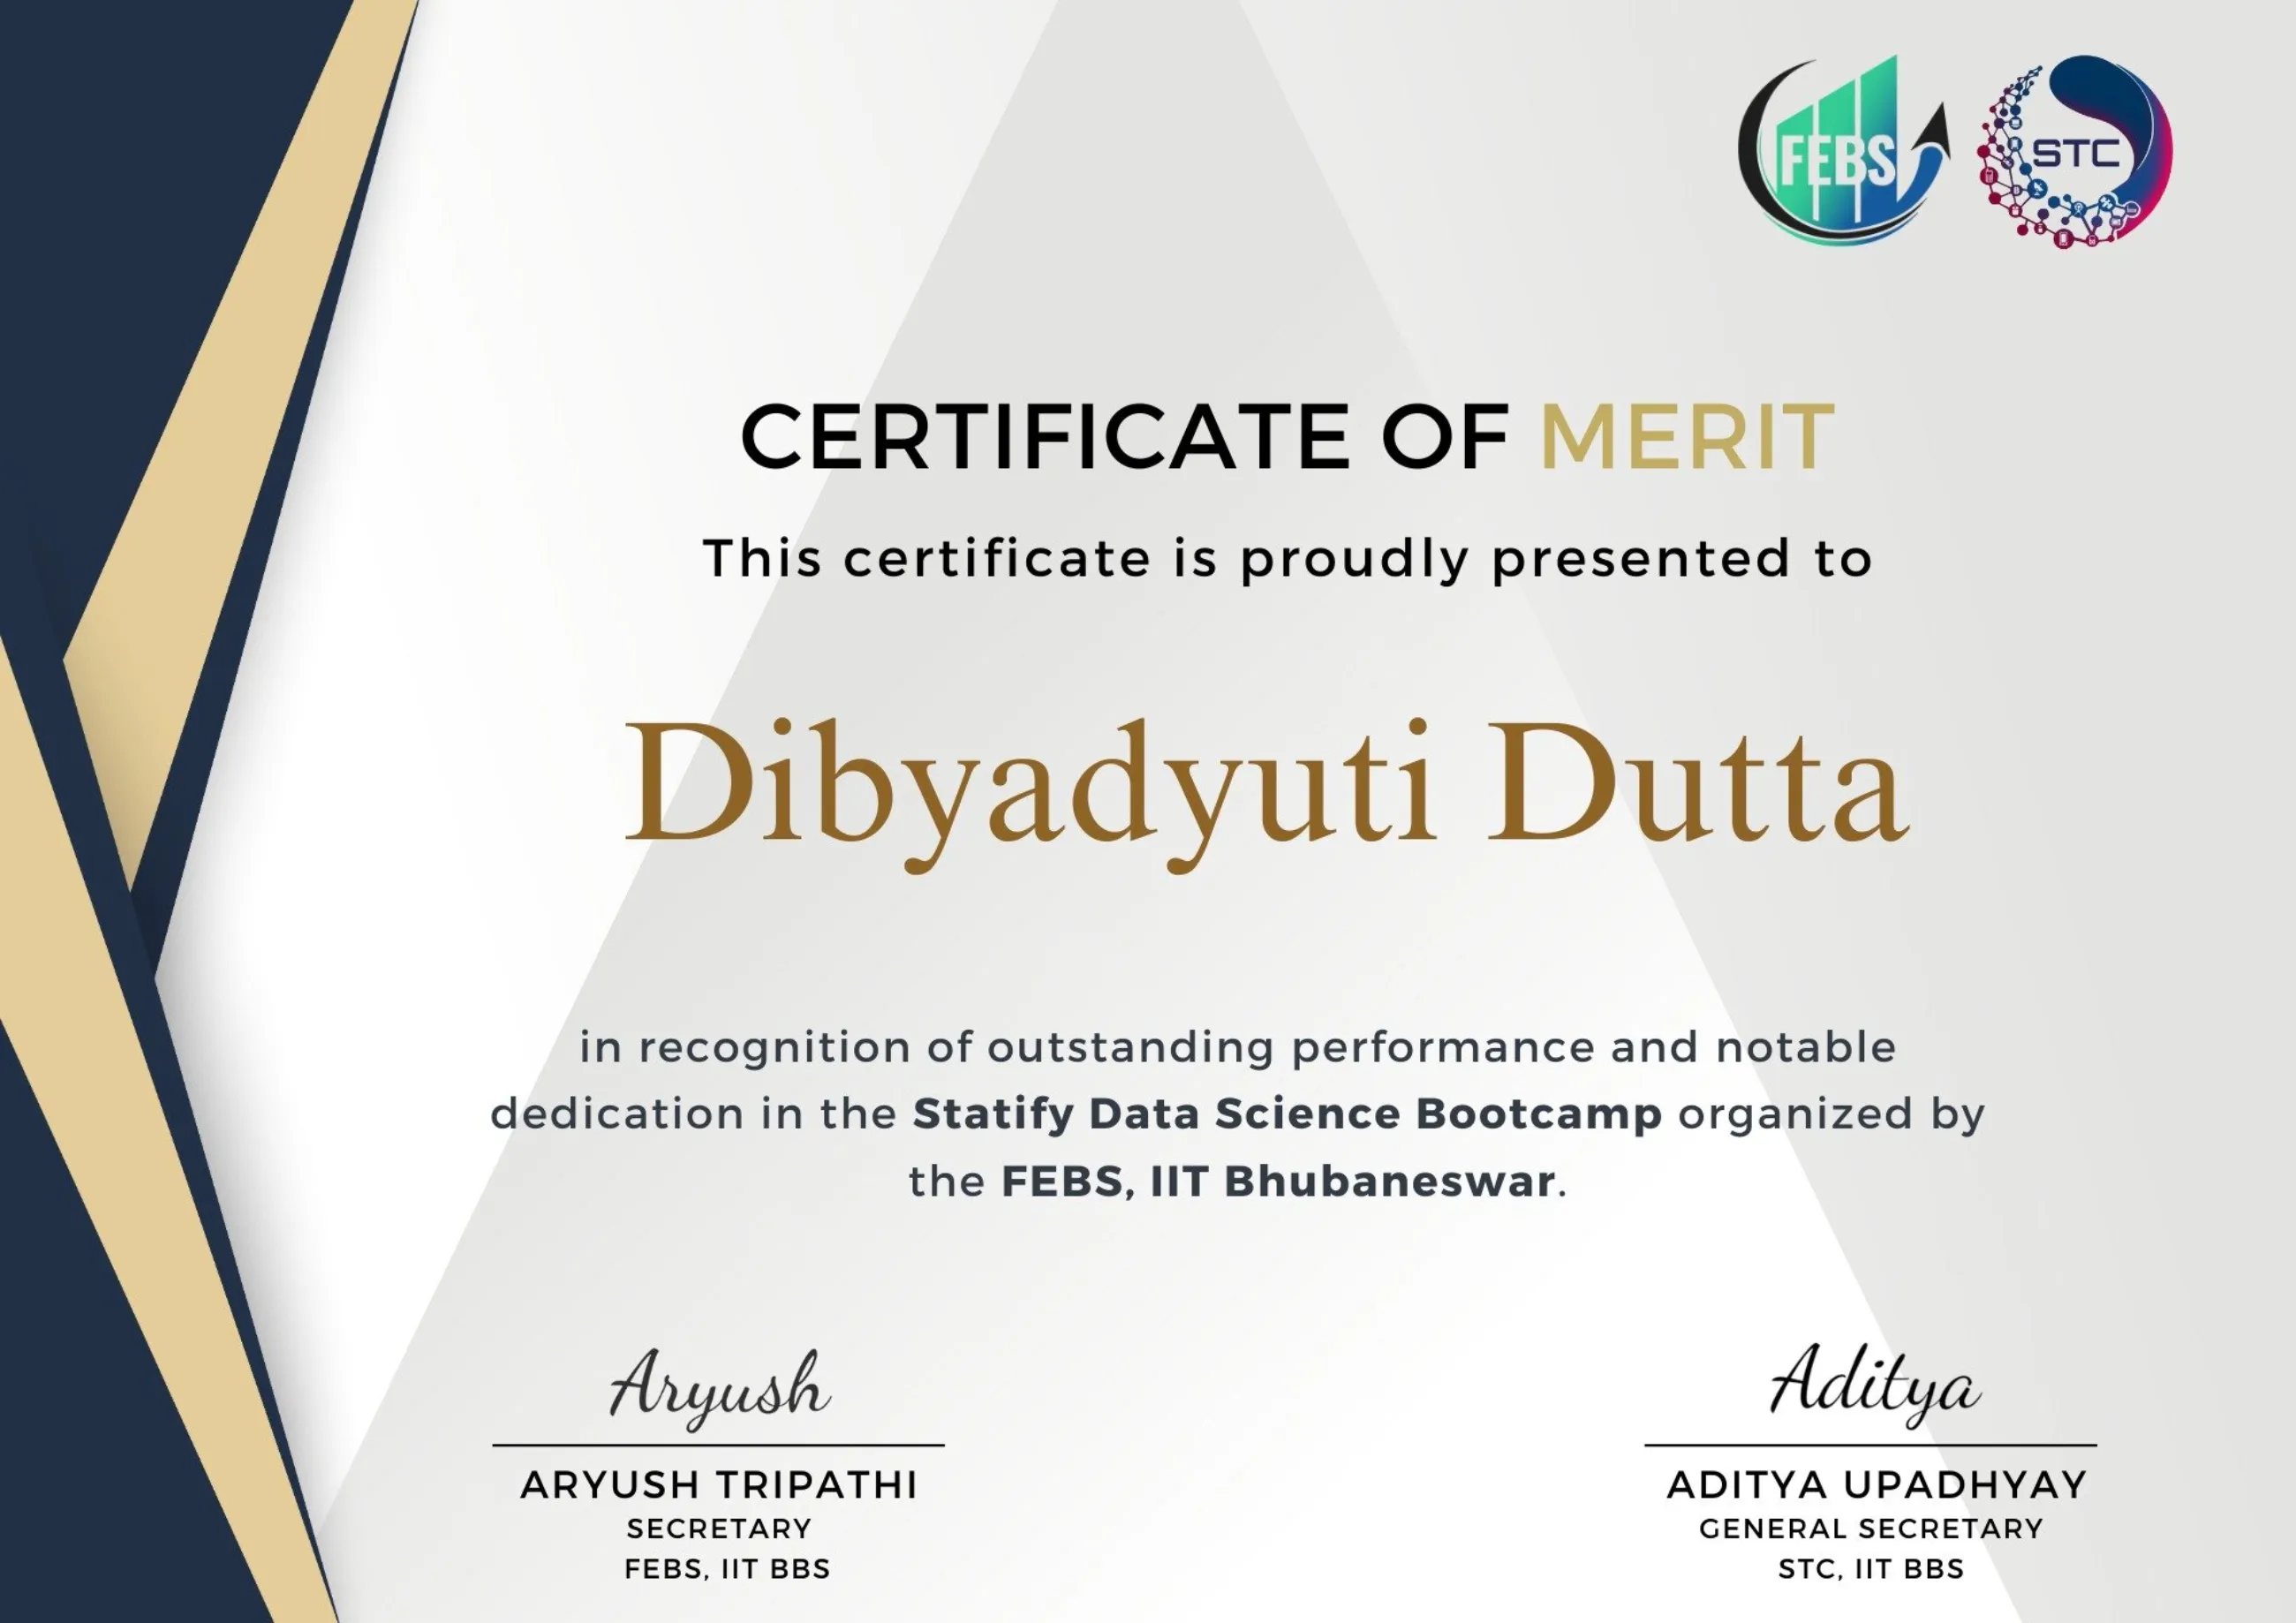 FEBS
STC
CERTIFICATE OF MERIT
This certificate is proudly presented to
Dibyadyuti Dutta
in recognition of outstanding performance and notable
dedication in the Statify Data Science Bootcamp organized by
the FEBS, IIT Bhubaneswar.
Aryush
Aditya
ARYUSH TRIPATHI
SECRETARY
FEBS, IIT BBS
ADITYA UPADHYAY
GENERAL SECRETARY
STC, IIT BBS